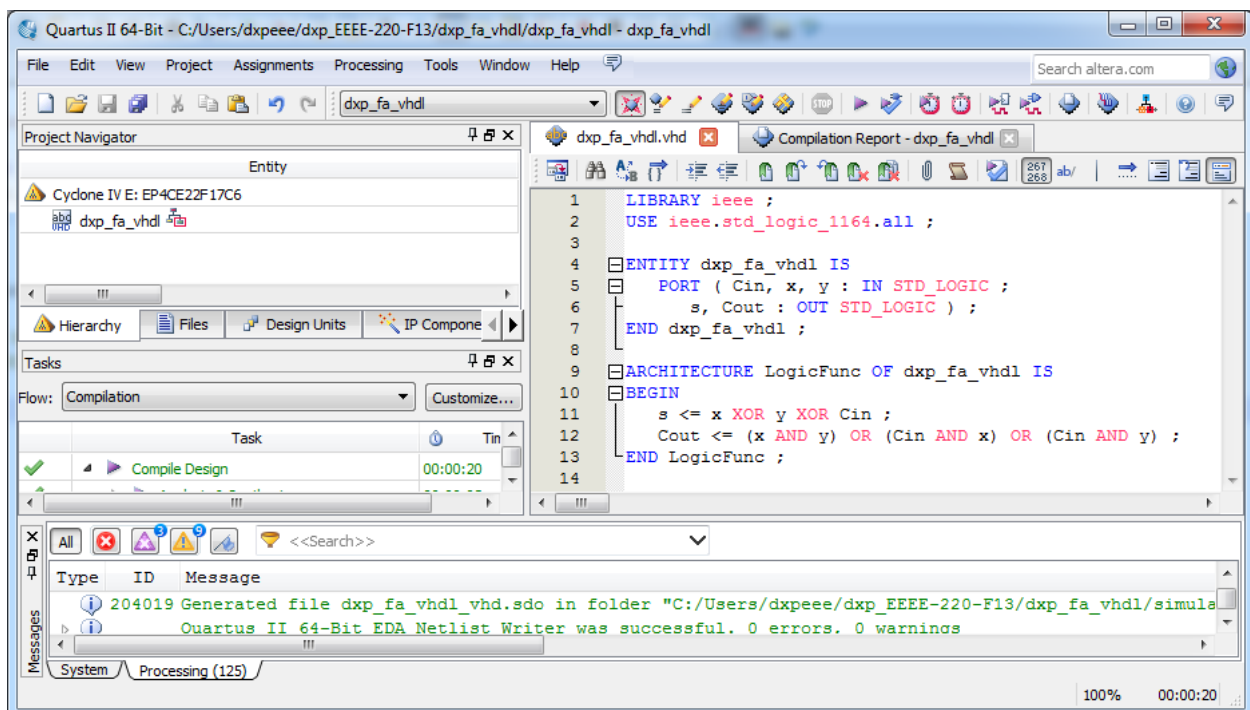 Quartus II 64-Bit - C:/Users/dxpeee/dxp_EEEE-220-F13/dxp_fa_vhdl/dxp_fa_vhdl - dxp_fa_vhdl
File Edit View Project Assignments Processing Tools Window Help
Search altera.com
dxp_fa_vhdl
STOP
Project Navigator
Entity
Cyclone IV E: EP4CE22F17C6
abd
dxp_fa_vhdl
Hierarchy Files Design Units IP Compone
Tasks
Flow: Compilation Customize...
Task Tin
Compile Design 00:00:20
dxp_fa_vhdl.vhd Compilation Report - dxp_fa_vhdl
267
268 ab/
1 LIBRARY ieee ;
2 USE ieee.std_logic_1164.all ;
3
4 ENTITY dxp_fa_vhdl IS
5 PORT ( Cin, x, y : IN STD_LOGIC ;
6 s, Cout : OUT STD_LOGIC ) ;
7 END dxp_fa_vhdl ;
8
9 ARCHITECTURE LogicFunc OF dxp_fa_vhdl IS
10 BEGIN
11 s <= x XOR y XOR Cin ;
12 Cout <= (x AND y) OR (Cin AND x) OR (Cin AND y) ;
13 END LogicFunc ;
14
All 3 9 <<Search>>
Type ID Message
204019 Generated file dxp_fa_vhdl_vhd.sdo in folder "C:/Users/dxpeee/dxp_EEEE-220-F13/dxp_fa_vhdl/simula
Quartus II 64-Bit EDA Netlist Writer was successful. 0 errors, 0 warnings
Messages
System Processing (125)
100% 00:00:20